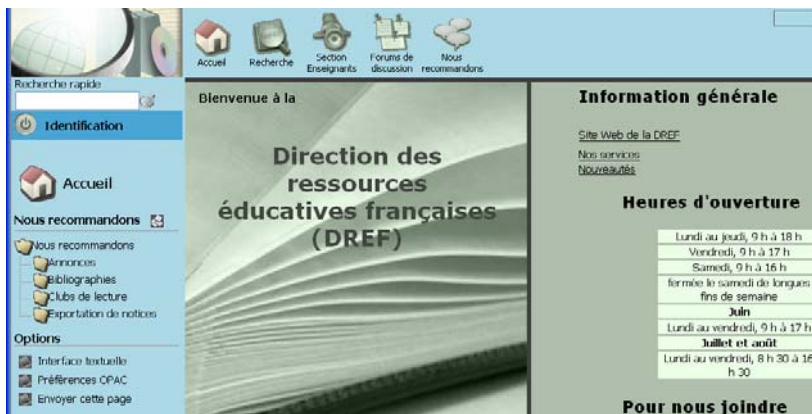 Accueil
Recherche
Section
Enseignants
Forums de
discussion
Nous
recommandons
Recherche rapide
Identification
Accueil
Nous recommandons
Nous recommandons
Annonces
Bibliographies
Clubs de lecture
Exportation de notices
Options
Interface textuelle
Préférences OPAC
Envoyer cette page
Bienvenue à la
Direction des
ressources
éducatives françaises
(DREF)
Information générale
Site Web de la DREF
Nos services
Nouveautés
Heures d'ouverture
Lundi au jeudi, 9 h à 18 h
Vendredi, 9 h à 17 h
Samedi, 9 h à 16 h
fermée le samedi de longues
fins de semaine
Juin
Lundi au vendredi, 9 h à 17 h
Juillet et août
Lundi au vendredi, 8 h 30 à 16
h 30
Pour nous joindre